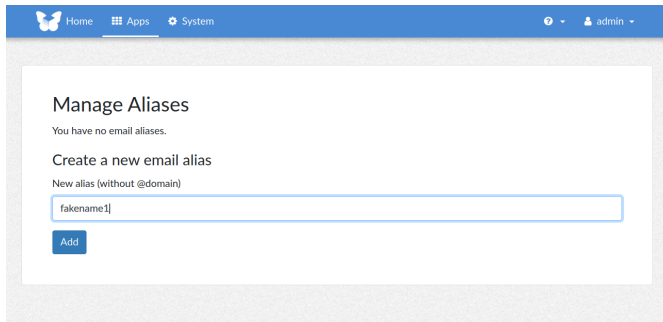 Home Apps System admin
Manage Aliases
You have no email aliases.
Create a new email alias
New alias (without @domain)
fakename1
Add